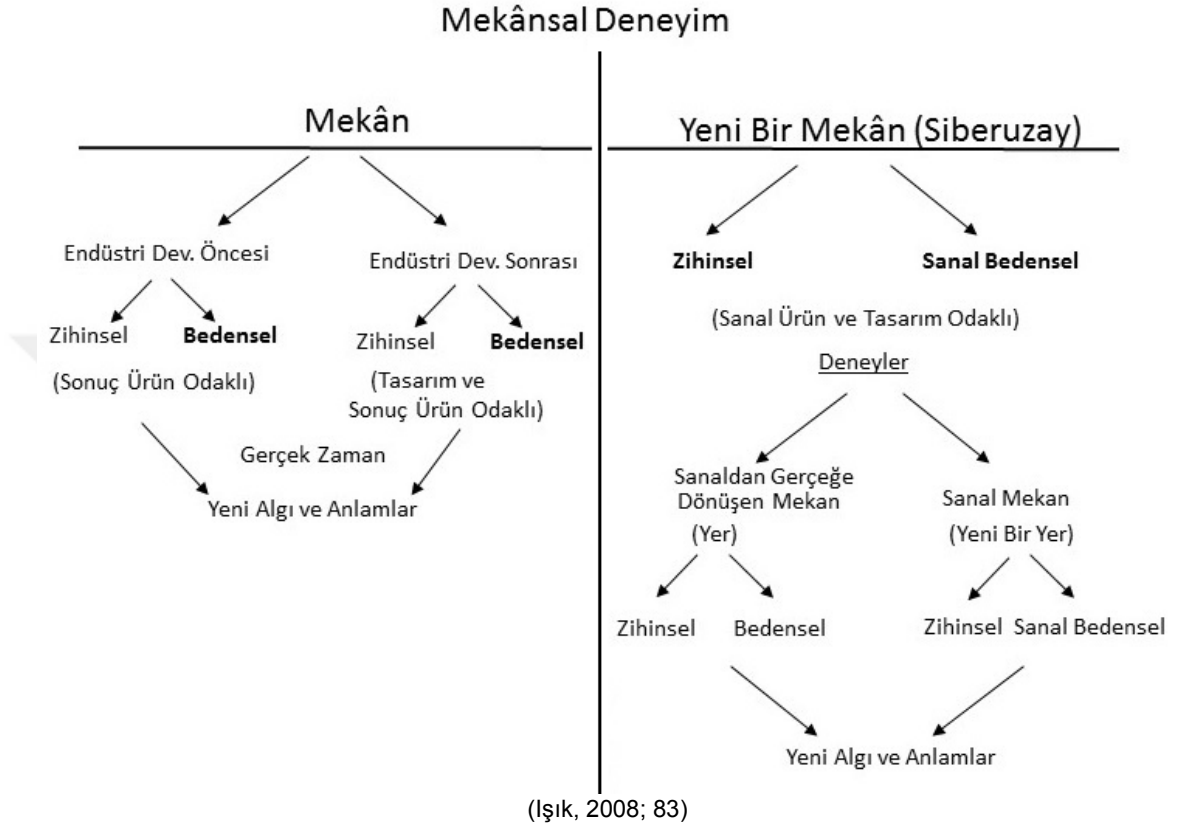 Mekânsal Deneyim
Mekân
Endüstri Dev. Öncesi
Endüstri Dev. Sonrası
Zihinsel
Bedensel
Zihinsel
Bedensel
(Sonuç Ürün Odaklı)
(Tasarım ve
Sonuç Ürün Odaklı)
Gerçek Zaman
Yeni Algı ve Anlamlar
Yeni Bir Mekân (Siberuzay)
Zihinsel
Sanal Bedensel
(Sanal Ürün ve Tasarım Odaklı)
Deneyler
Sanaldan Gerçeğe
Dönüşen Mekan
(Yer)
Sanal Mekan
(Yeni Bir Yer)
Zihinsel
Bedensel
Zihinsel
Sanal Bedensel
Yeni Algı ve Anlamlar
(Işık, 2008; 83)